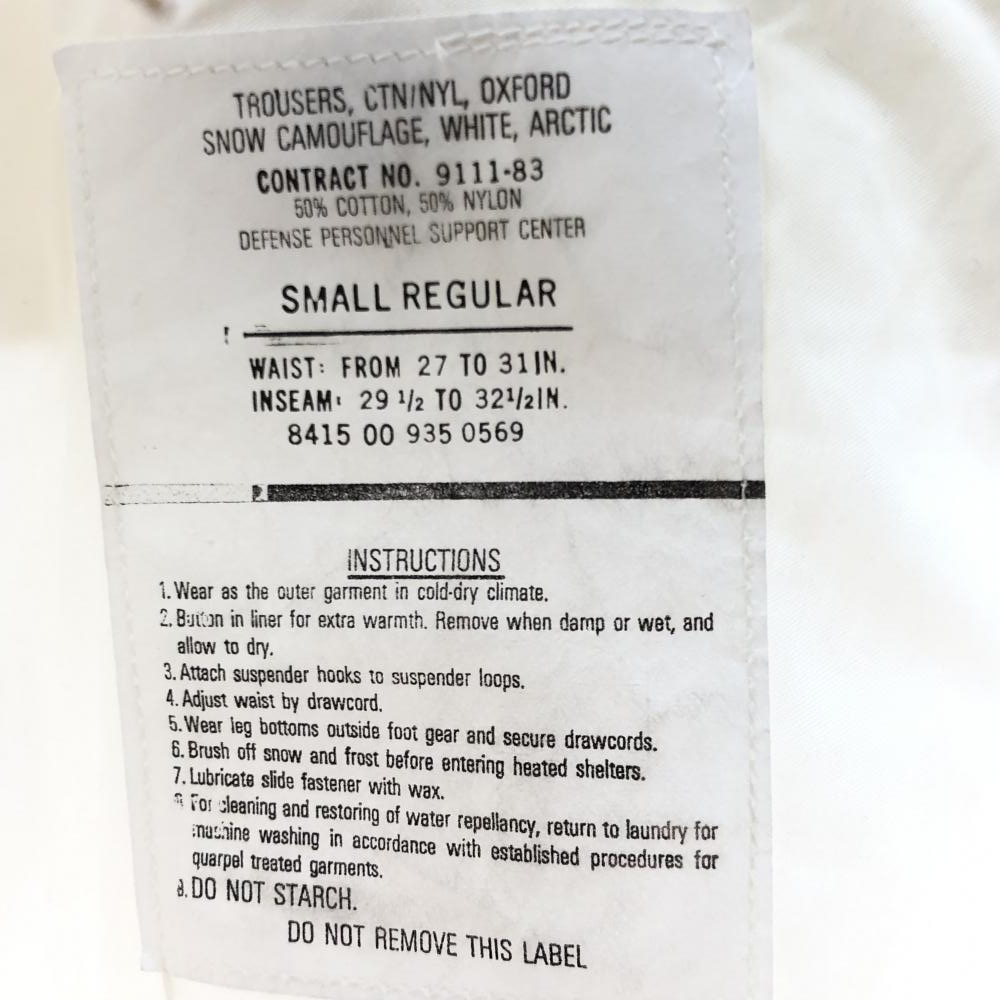 TROUSERS, CTN/NYL, OXFORD
SNOW CAMOUFLAGE, WHITE, ARCTIC
CONTRACT NO. 9111-83
50% COTTON, 50% NYLON
DEFENSE PERSONNEL SUPPORT CENTER
SMALL REGULAR
WAIST: FROM 27 TO 31IN.
INSEAM: 29 1/2 TO 321/2IN.
8415 00 935 0569
INSTRUCTIONS
1. Wear as the outer garment in cold-dry climate.
2. Button in liner for extra warmth. Remove when damp or wet, and
allow to dry.
3. Attach suspender hooks to suspender loops.
4. Adjust waist by drawcord.
5. Wear leg bottoms outside foot gear and secure drawcords.
6. Brush off snow and frost before entering heated shelters.
7. Lubricate slide fastener with wax.
8. For cleaning and restoring of water repellancy, return to laundry for
machine washing in accordance with established procedures for
quarpel treated garments.
9. DO NOT STARCH.
DO NOT REMOVE THIS LABEL